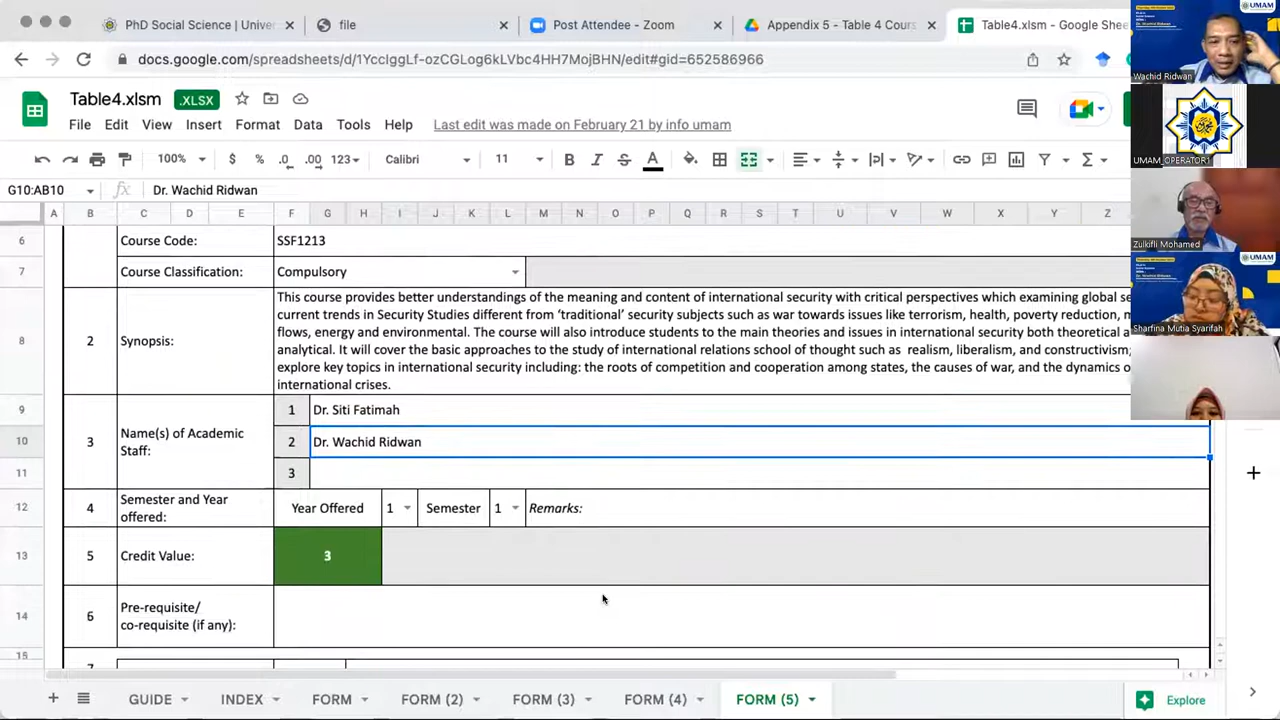 PhD Social Science | Univers
file
Post Attendee - Zoom
Appendix A - Table 4 Cours
Table4.xlsm - Google Shee
docs.google.com/spreadsheets/d/1YccIggLf-ozCGLog6kLVbc4HH7MojBHN/edit#gid=652586966
Table4.xlsm
.XLSX
File Edit View Insert Format Data Tools Help
Last edit was made on February 21 by info umam
100% $ % .0 .00 123 Calibri 11 B I S A
G10:AB10 fx Dr. Wachid Ridwan
A B C D E F G H I J K L M N O P Q R S T U V W X Y Z
6 Course Code: SSF1213
7 Course Classification: Compulsory
This course provides better understandings of the meaning and content of international security with critical perspectives which examining global se
current trends in Security Studies different from ‘traditional’ security subjects such as war towards issues like terrorism, health, poverty reduction, m
flows, energy and environmental. The course will also introduce students to the main theories and issues in international security both theoretical a
8 2 Synopsis:
analytical. It will cover the basic approaches to the study of international relations school of thought such as realism, liberalism, and constructivism;
explore key topics in international security including: the roots of competition and cooperation among states, the causes of war, and the dynamics o
international crises.
9 1 Dr. Siti Fatimah
10 3 Name(s) of Academic
Staff:
2 Dr. Wachid Ridwan
11 3
12 4 Semester and Year
offered:
Year Offered 1 Semester 1 Remarks:
13 5 Credit Value: 3
14 6 Pre-requisite/
co-requisite (if any):
15 7
GUIDE INDEX FORM FORM (2) FORM (3) FORM (4) FORM (5)
Explore
UMAM
Wachid Ridwan
UMAM_OPERATOR1
Zulkifli Mohamed
UMAM
Sharfina Mutia Syarifah